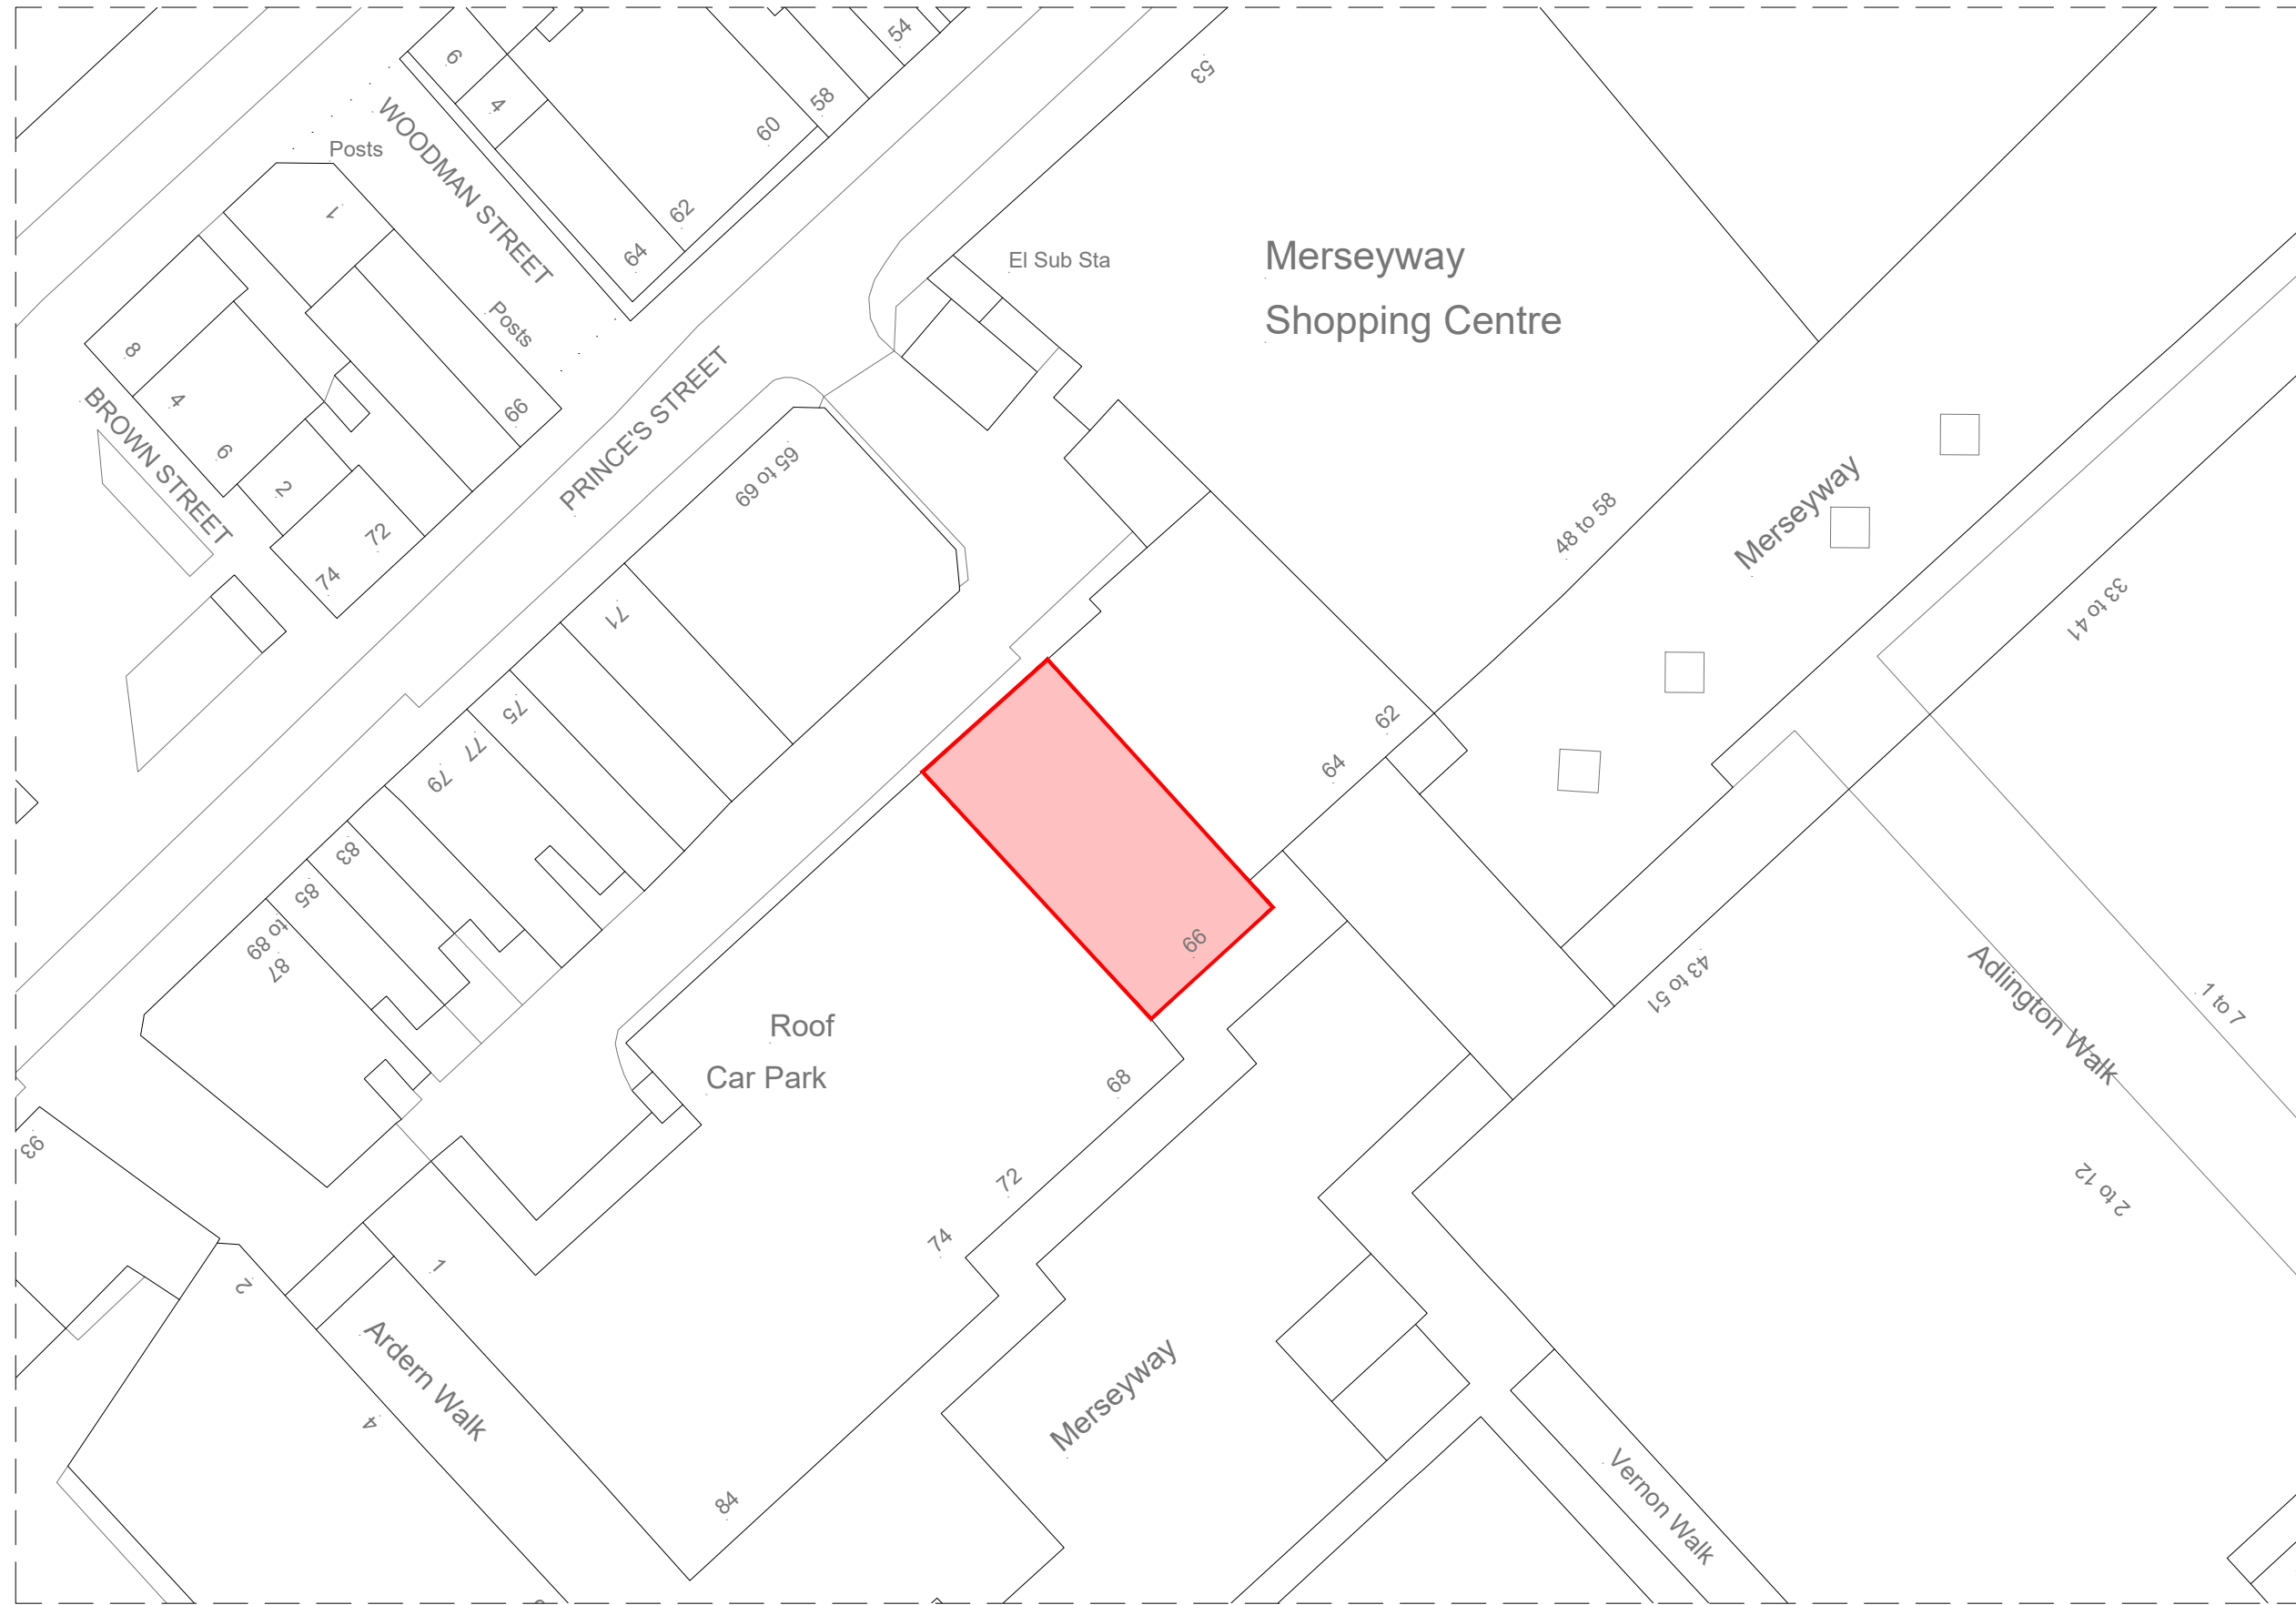 54
6
53
58
4
60
WOODMAN STREET
Posts
1
62
64
El Sub Sta
Merseyway
Shopping Centre
Posts
8
PRINCE'S STREET
4
66
BROWN STREET
6
65 to 69
2
72
74
Merseyway
48 to 58
33 to 41
71
75
62
77
79
64
83
85
87
to 89
66
43 to 51
Adlington Walk
1 to 7
Roof
Car Park
68
93
72
2 to 12
74
1
2
Ardern Walk
4
Merseyway
84
Vernon Walk